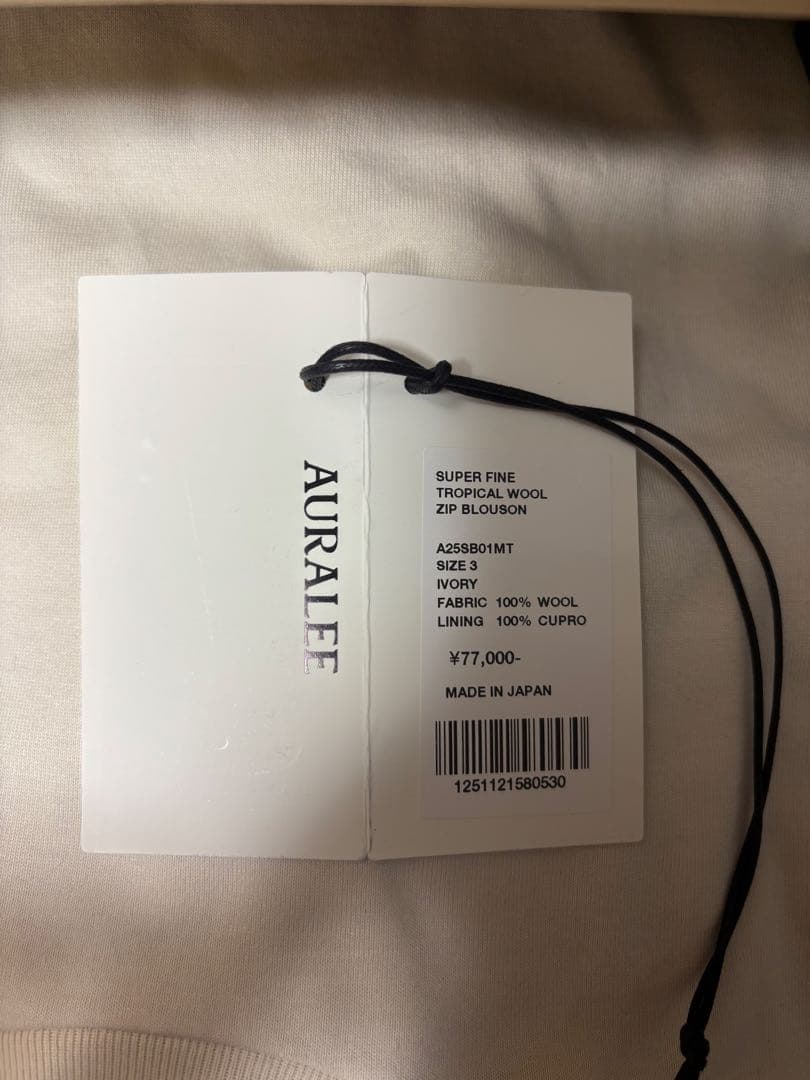 AURALEE
SUPER FINE
TROPICAL WOOL
ZIP BLOUSON
A25SB01MT
SIZE 3
IVORY
FABRIC 100% WOOL
LINING 100% CUPRO
¥77,000-
MADE IN JAPAN
1251121580530